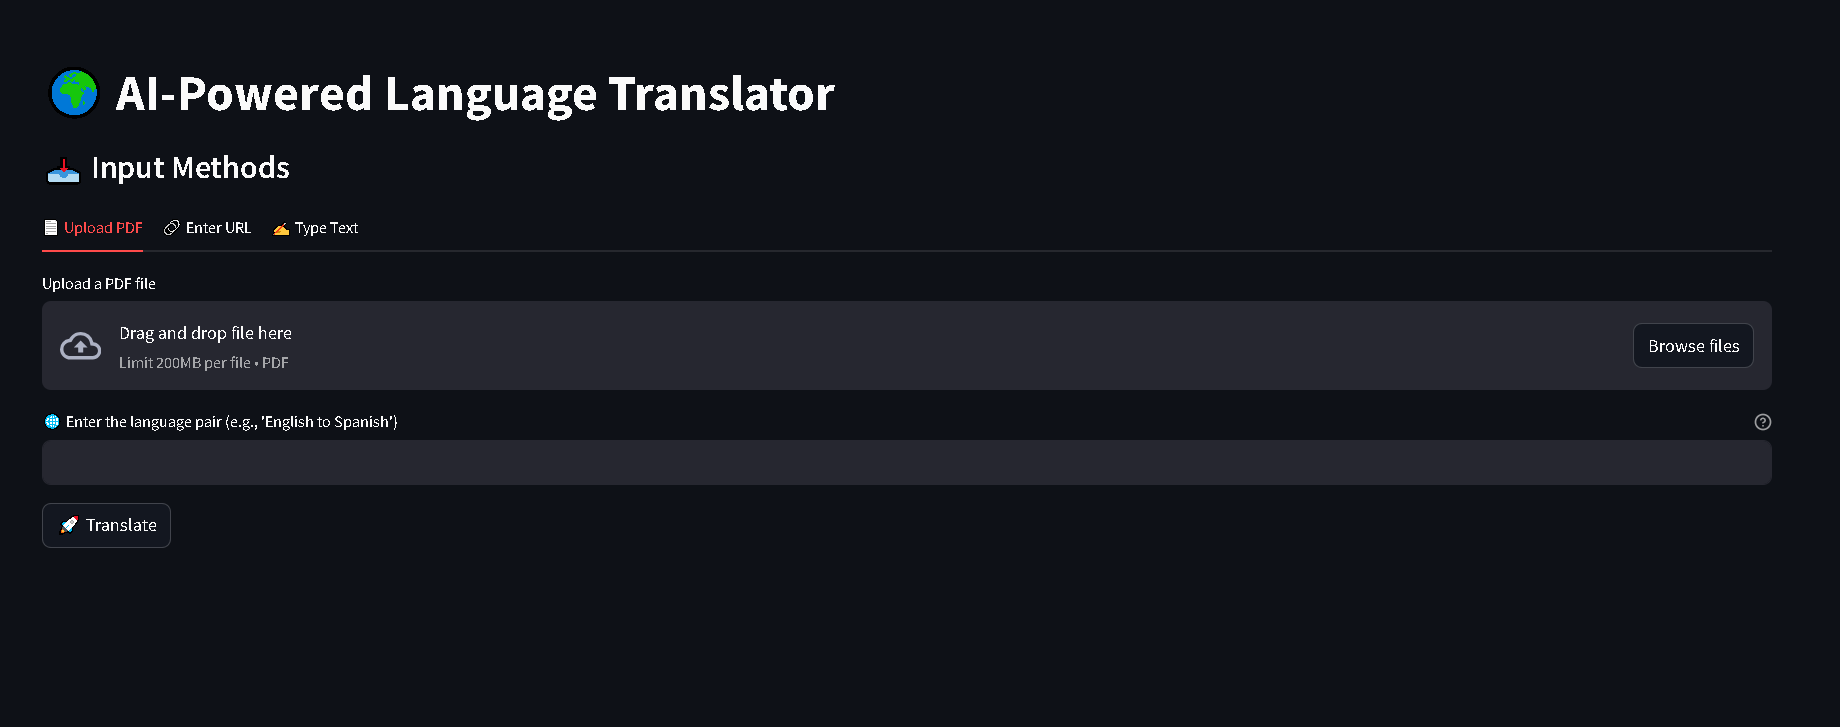 AI-Powered Language Translator
Input Methods
Upload PDF Enter URL Type Text
Upload a PDF file
Drag and drop file here
Limit 200MB per file • PDF
Browse files
Enter the language pair (e.g., 'English to Spanish')
Translate